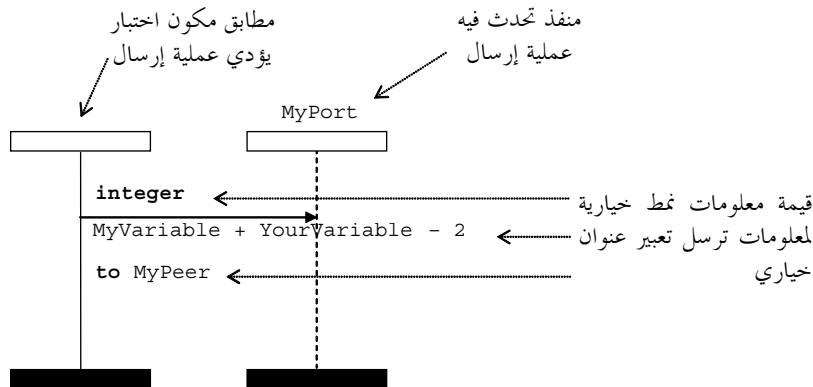 مطابق مكون اختبار
يؤدي عملية إرسال
منفذ تحدث فيه
عملية إرسال
MyPort
integer
MyVariable + YourVariable – 2
to MyPeer
قيمة معلومات نمط خيارية
لمعلومات ترسل تعبير عنوان
خياري